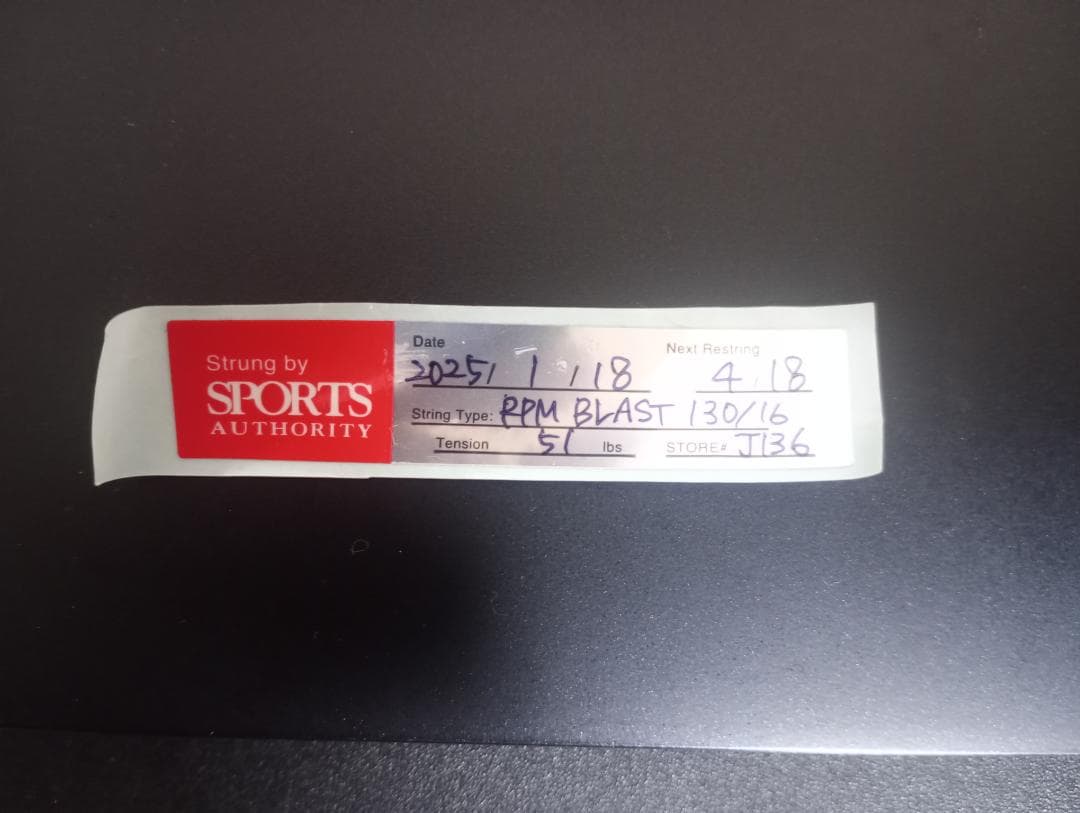 Strung by
SPORTS
AUTHORITY
Date
Next Restring
2025/ 1 / 18
4.18
String Type: RPM BLAST 130/16
Tension 51 lbs
STORE# J136